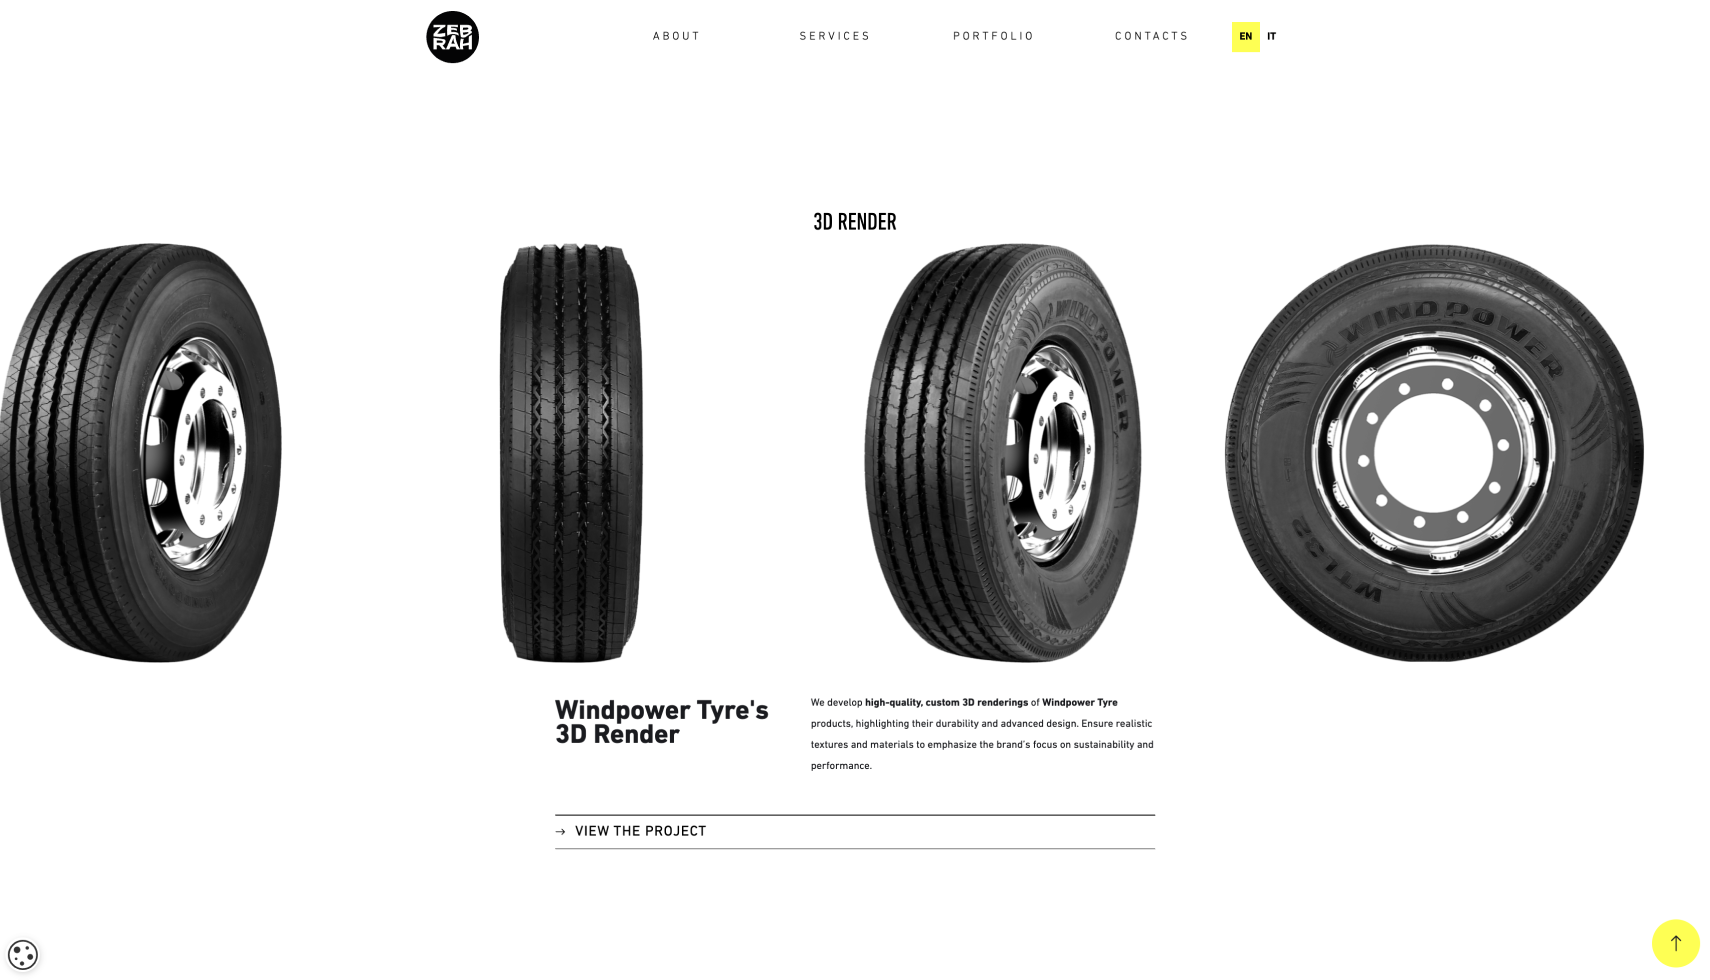 ZEB
RAH
ABOUT
SERVICES
PORTFOLIO
CONTACTS
EN
IT
3D RENDER
WINDPOWER
WINDPOWER
WTL32
Windpower Tyre's
3D Render
We develop high-quality, custom 3D renderings of Windpower Tyre
products, highlighting their durability and advanced design. Ensure realistic
textures and materials to emphasize the brand's focus on sustainability and
performance.
→ VIEW THE PROJECT